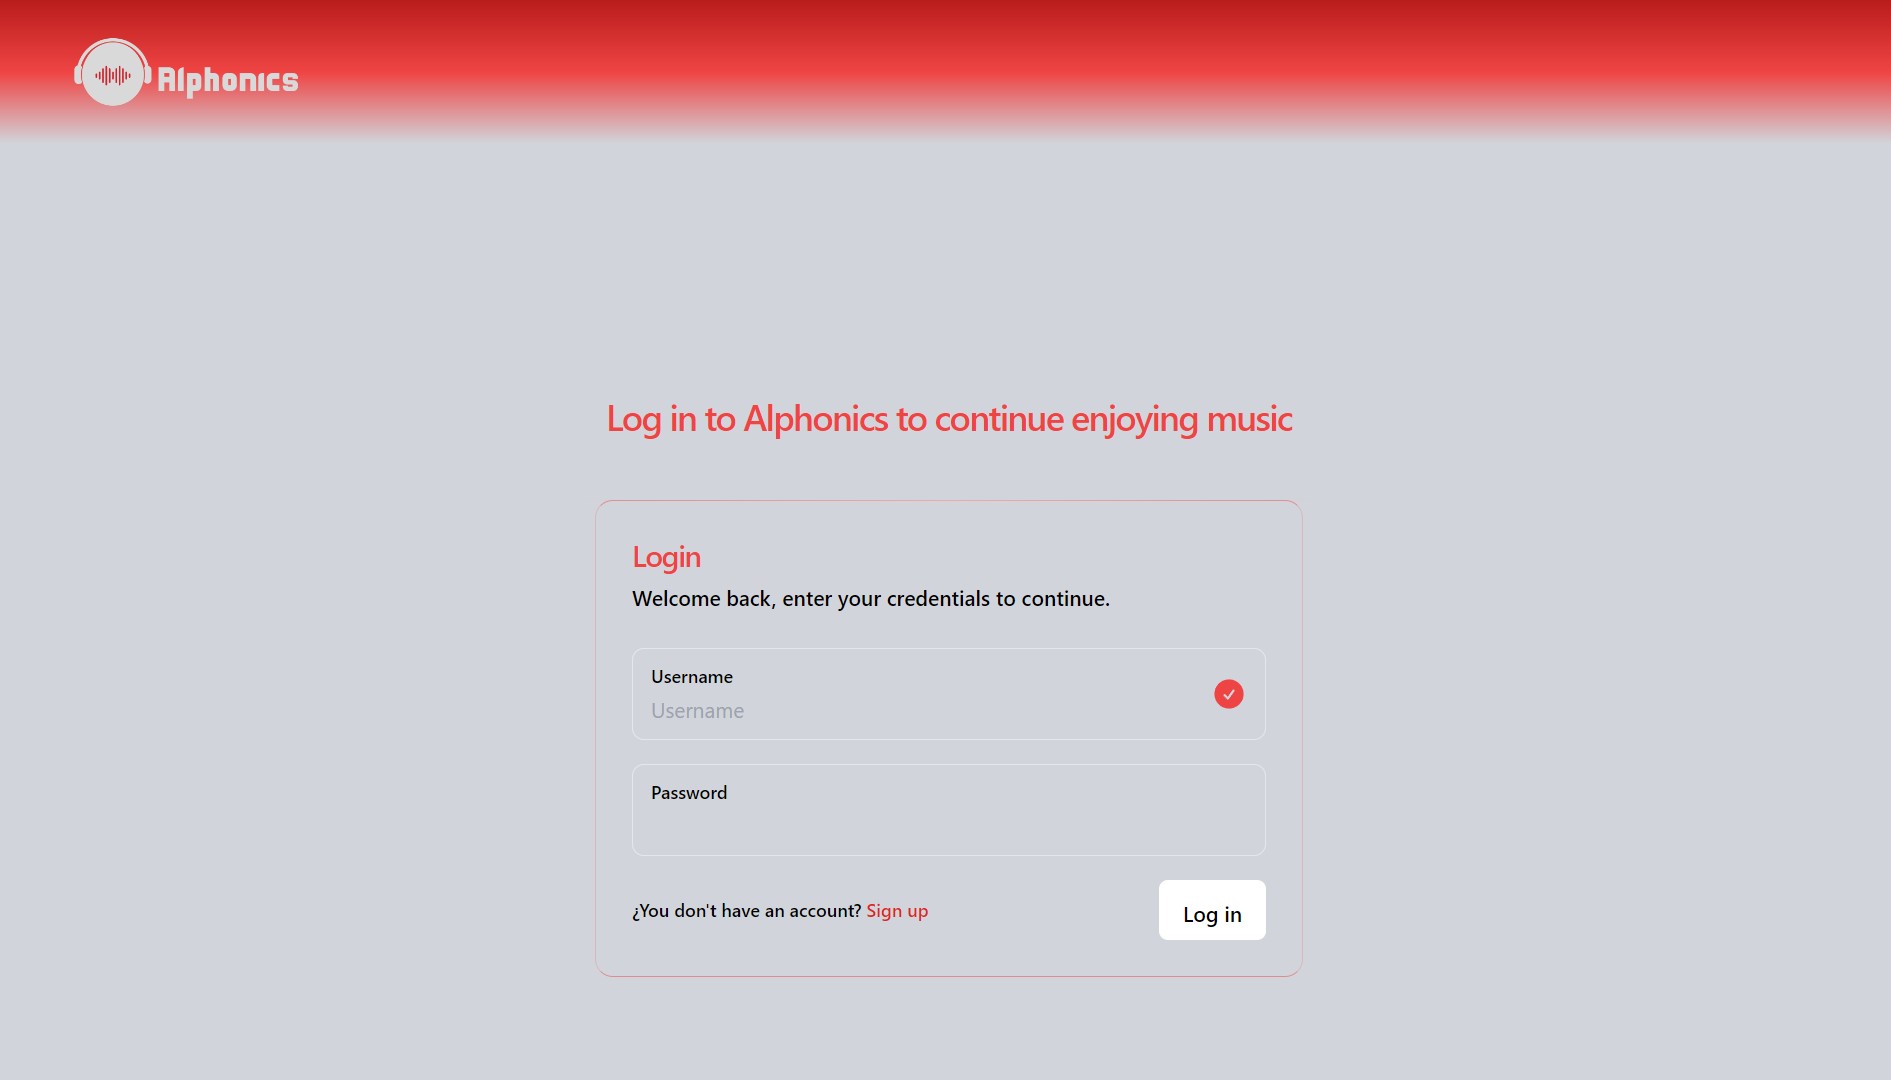 Alphonics
Log in to Alphonics to continue enjoying music
Login
Welcome back, enter your credentials to continue.
Username
Username
Password
¿You don't have an account? Sign up
Log in